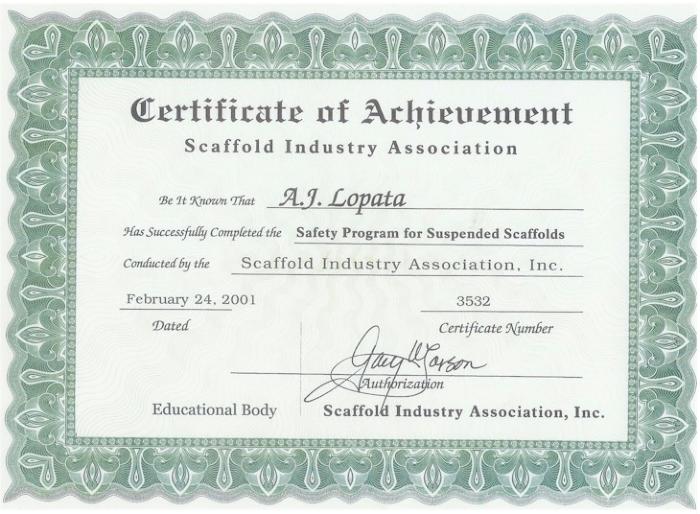 Certificate of Achievement
Scaffold Industry Association
Be It Known That A.J. Lopata
Has Successfully Completed the Safety Program for Suspended Scaffolds
Conducted by the Scaffold Industry Association, Inc.
February 24, 2001 3532
Dated Certificate Number
Gary W Larson
Authorization
Educational Body Scaffold Industry Association, Inc.